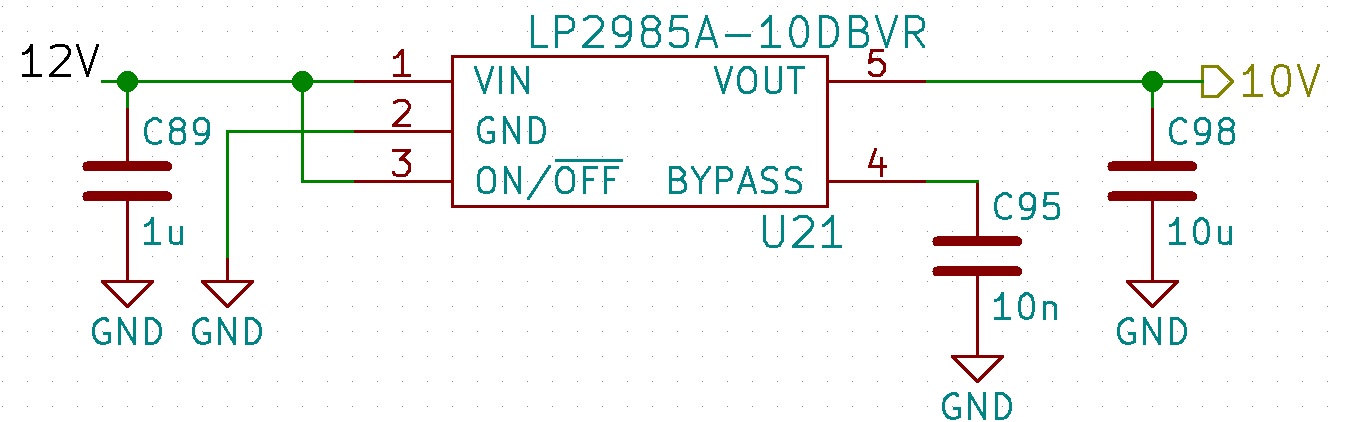 LP2985A-10DBVR
12V
1
VIN
VOUT
5
10V
2
GND
C89
1u
3
ON/OFF
BYPASS
4
U21
C95
10n
C98
10u
GND
GND
GND
GND